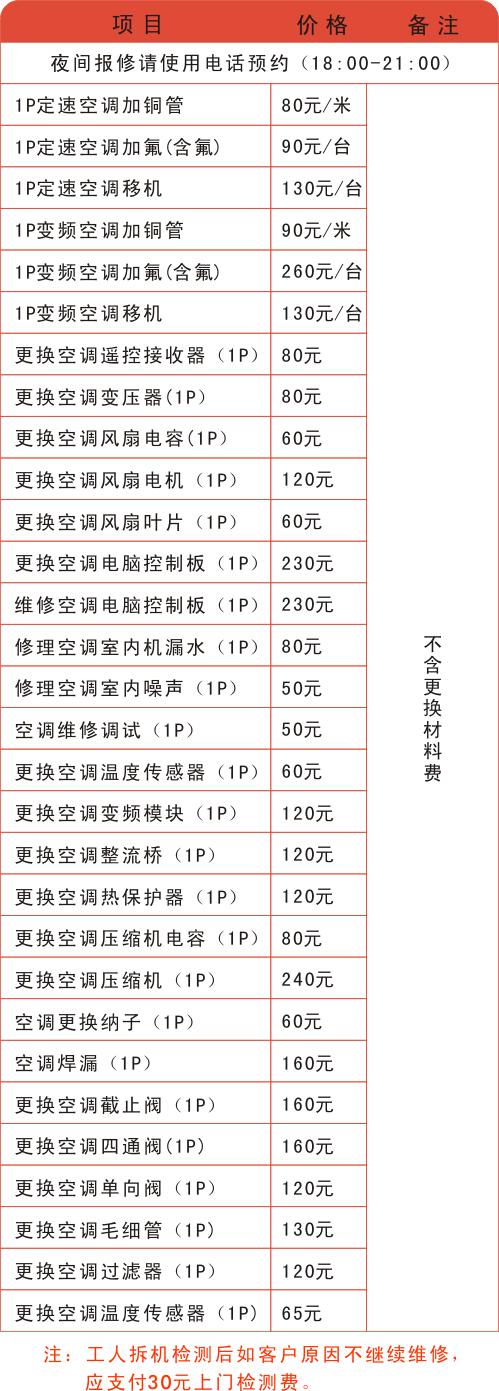 项目 价格 备注
夜间报修请使用电话预约（18:00-21:00）
1P定速空调加铜管 80元/米
1P定速空调加氟(含氟) 90元/台
1P定速空调移机 130元/台
1P变频空调加铜管 90元/米
1P变频空调加氟(含氟) 260元/台
1P变频空调移机 130元/台
更换空调遥控接收器（1P） 80元
更换空调变压器(1P） 80元
更换空调风扇电容(1P） 60元
更换空调风扇电机（1P） 120元
更换空调风扇叶片（1P） 60元
更换空调电脑控制板（1P） 230元
维修空调电脑控制板（1P） 230元
修理空调室内机漏水（1P） 80元
修理空调室内噪声（1P） 50元
空调维修调试（1P） 50元
更换空调温度传感器（1P） 60元
更换空调变频模块（1P） 120元
更换空调整流桥（1P） 120元
更换空调热保护器（1P） 120元
更换空调压缩机电容（1P） 80元
更换空调压缩机（1P） 240元
空调更换纳子（1P） 60元
空调焊漏（1P） 160元
更换空调截止阀（1P） 160元
更换空调四通阀(1P) 160元
更换空调单向阀（1P） 120元
更换空调毛细管（1P) 130元
更换空调过滤器（1P） 120元
更换空调温度传感器（1P) 65元
不含更换材料费
注：工人拆机检测后如客户原因不继续维修，
应支付30元上门检测费。